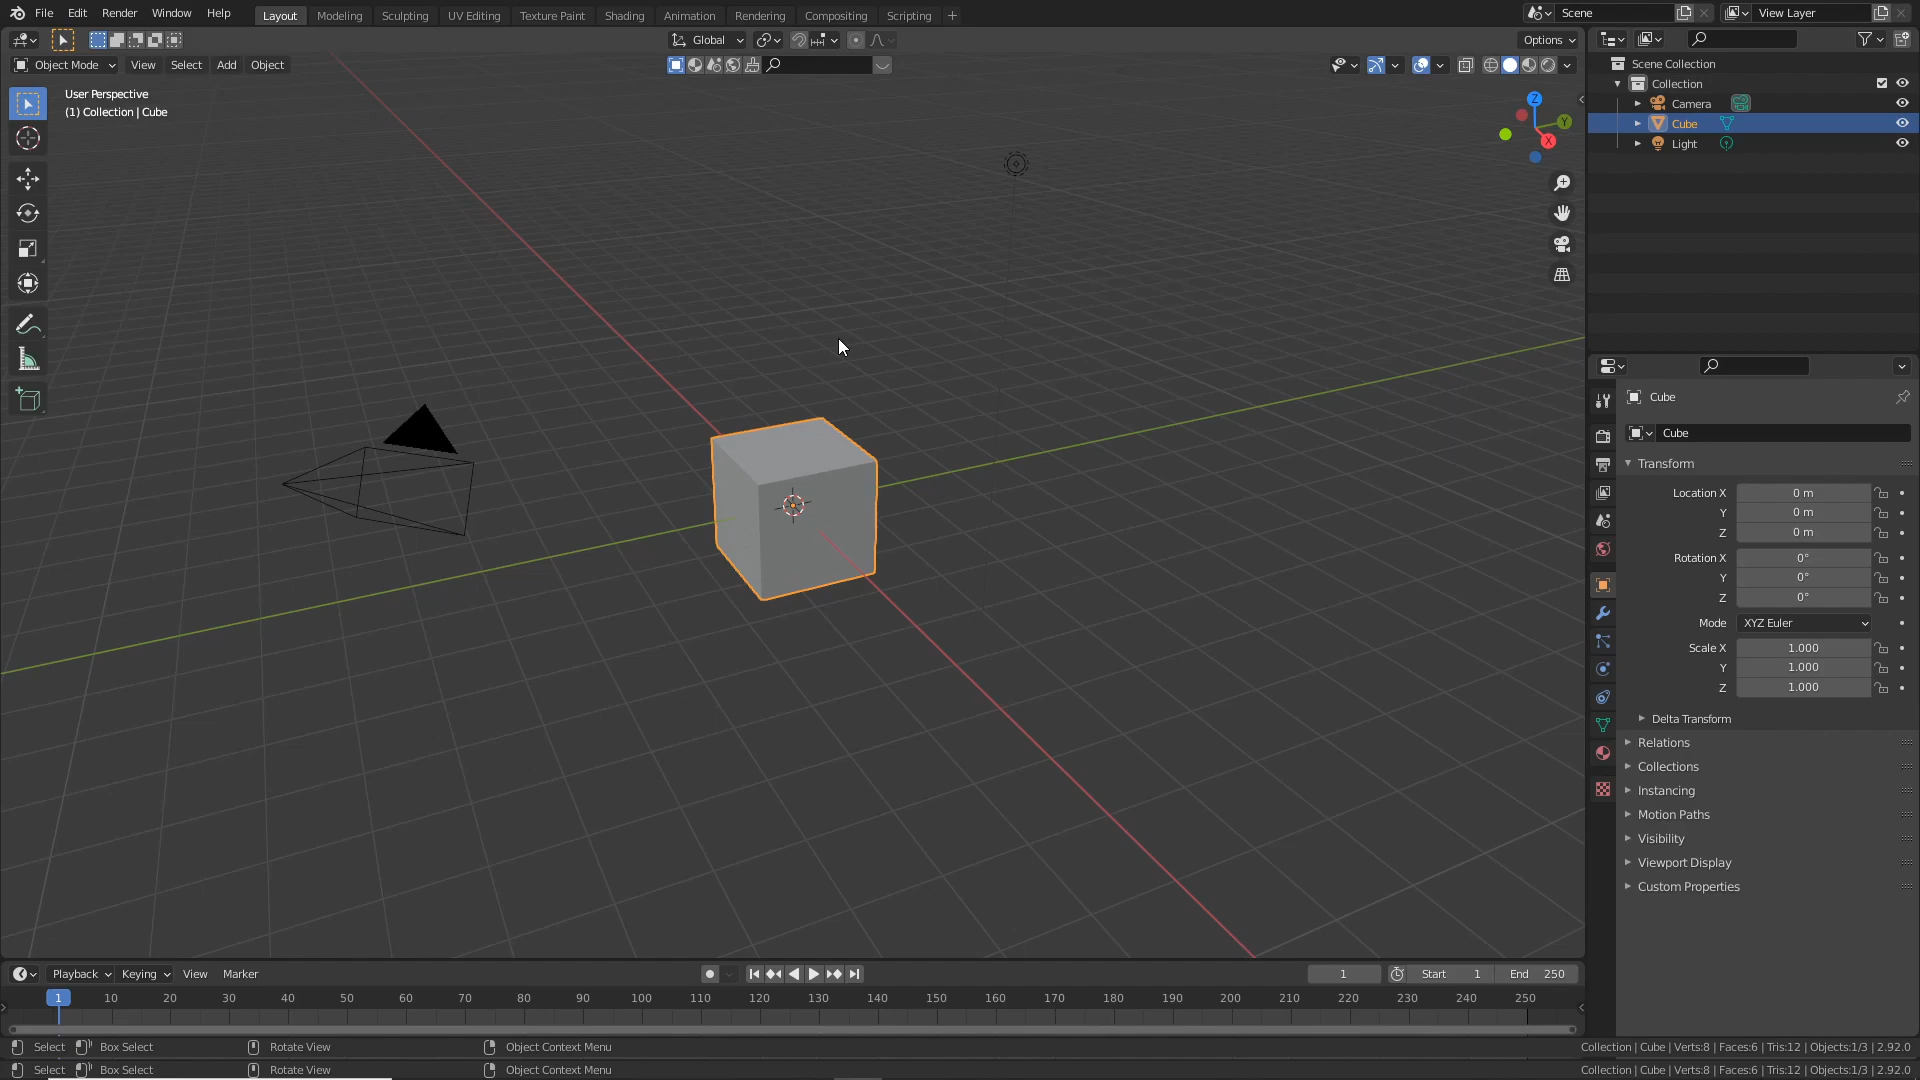 File Edit Render Window Help Layout Modeling Sculpting UV Editing Texture Paint Shading Animation Rendering Compositing Scripting + Scene View Layer
Global Options
Object Mode View Select Add Object
User Perspective
(1) Collection | Cube
Z
Y
X
Scene Collection
Collection
Camera
Cube
Light
Cube
Cube
Transform
Location X 0 m
Y 0 m
Z 0 m
Rotation X 0°
Y 0°
Z 0°
Mode XYZ Euler
Scale X 1.000
Y 1.000
Z 1.000
Delta Transform
Relations
Collections
Instancing
Motion Paths
Visibility
Viewport Display
Custom Properties
Playback Keying View Marker 1 Start 1 End 250
1 10 20 30 40 50 60 70 80 90 100 110 120 130 140 150 160 170 180 190 200 210 220 230 240 250
Select Box Select Rotate View Object Context Menu Collection | Cube | Verts:8 | Faces:6 | Tris:12 | Objects:1/3 | 2.92.0
Select Box Select Rotate View Object Context Menu Collection | Cube | Verts:8 | Faces:6 | Tris:12 | Objects:1/3 | 2.92.0